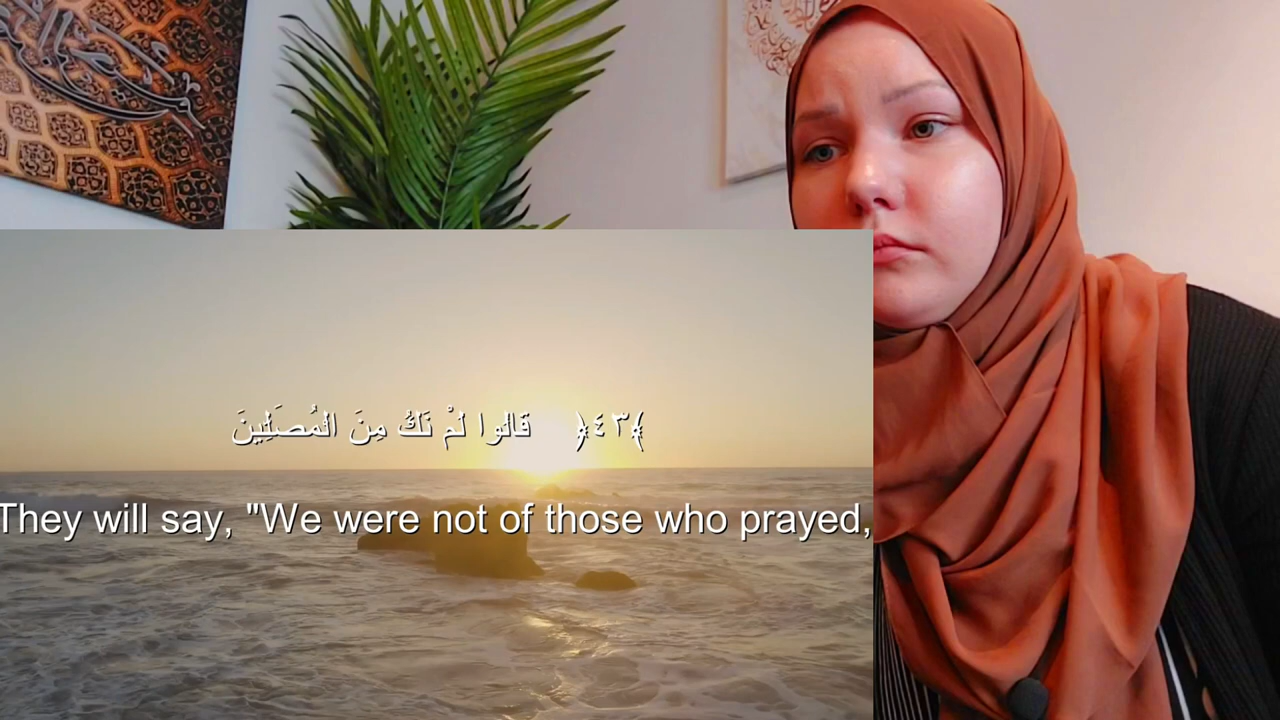 قَالُوا لَمْ نَكُ مِنَ الْمُصَلِّينَ ﴿٤٣﴾
They will say, "We were not of those who prayed,